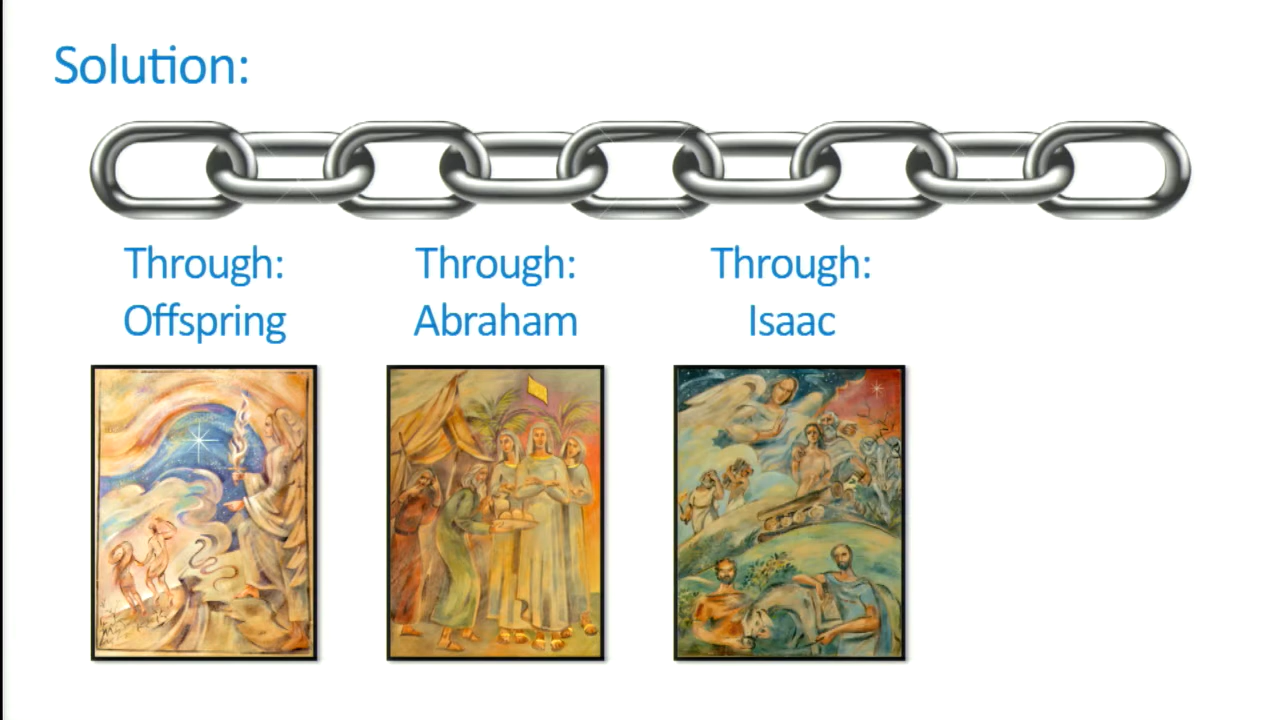 Solution:
Through:
Offspring
Through:
Abraham
Through:
Isaac